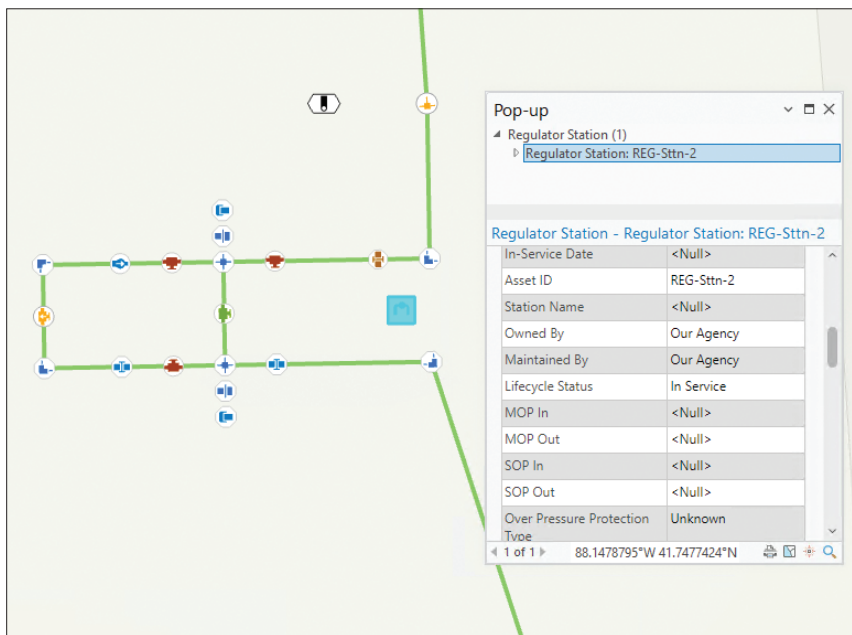 Pop-up
Regulator Station (1)
Regulator Station: REG-Sttn-2
Regulator Station - Regulator Station: REG-Sttn-2
In-Service Date <Null>
Asset ID REG-Sttn-2
Station Name <Null>
Owned By Our Agency
Maintained By Our Agency
Lifecycle Status In Service
MOP In <Null>
MOP Out <Null>
SOP In <Null>
SOP Out <Null>
Over Pressure Protection Unknown
Type
1 of 1 88.1478795°W 41.7477424°N